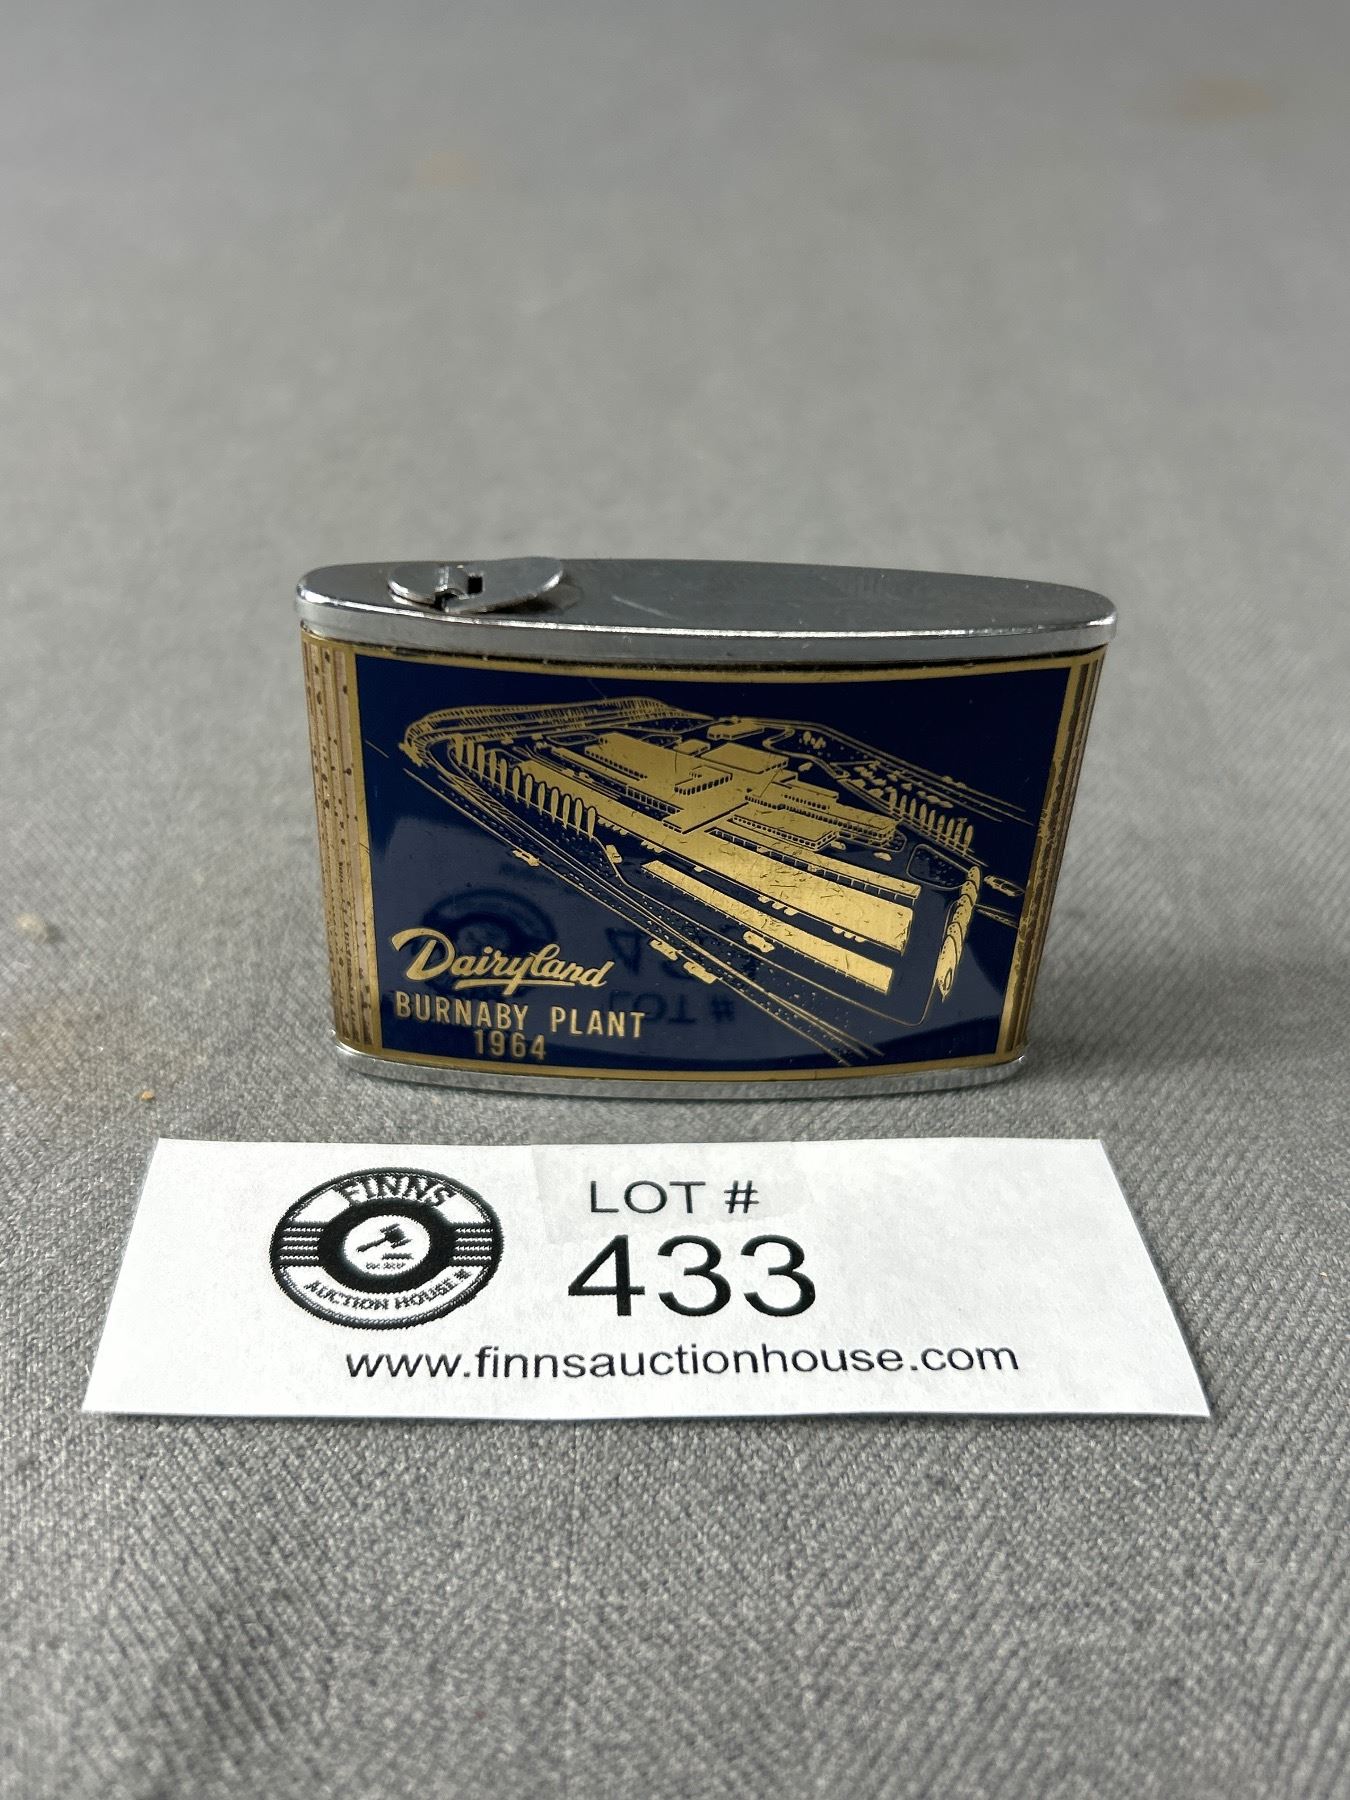 Dairyland
BURNABY PLANT
1964
FINNS
AUCTION HOUSE
LOT #
433
www.finnsauctionhouse.com